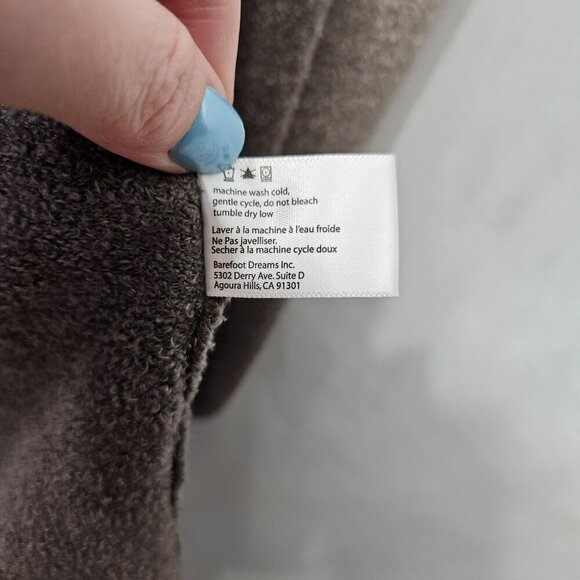 machine wash cold,
gentle cycle, do not bleach
tumble dry low
Laver à la machine à l'eau froide
Ne Pas javelliser.
Secher à la machine cycle doux
Barefoot Dreams Inc.
5302 Derry Ave. Suite D
Agoura Hills, CA 91301